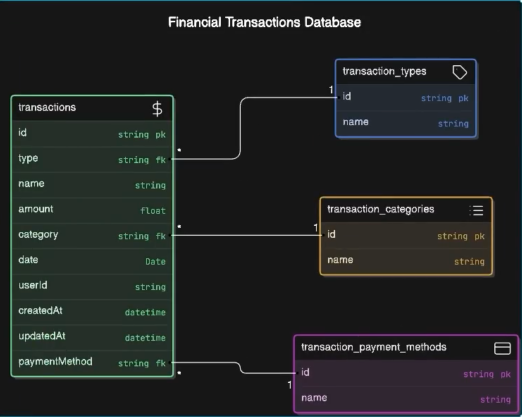 Financial Transactions Database
transactions
id string pk
type string fk
name string
amount float
category string fk
date Date
userId string
createdAt datetime
updatedAt datetime
paymentMethod string fk
transaction_types
1
id string pk
name string
transaction_categories
1
id string pk
name string
transaction_payment_methods
id string pk
1
name string